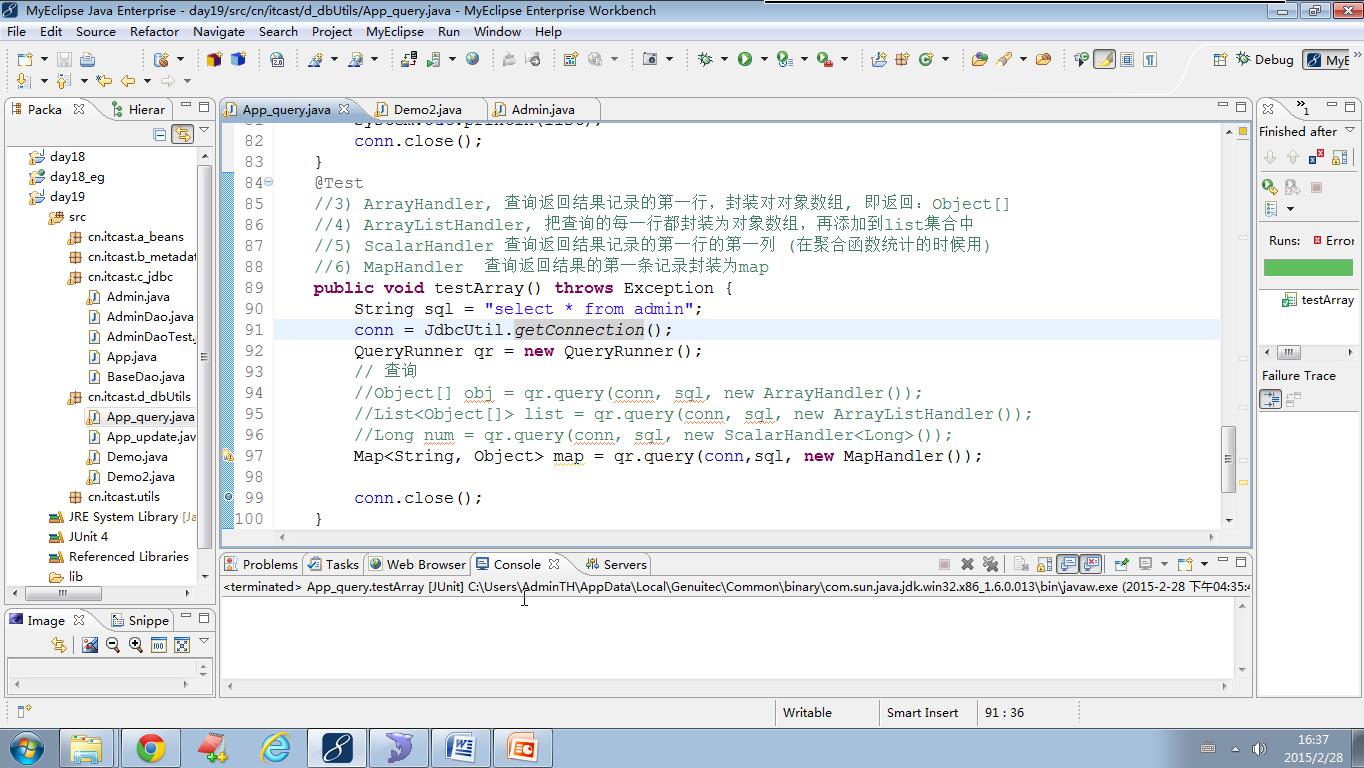 MyEclipse Java Enterprise - day19/src/cn/itcast/d_dbUtils/App_query.java - MyEclipse Enterprise Workbench
File Edit Source Refactor Navigate Search Project MyEclipse Run Window Help
Debug MyE
Packa Hierar
App_query.java Demo2.java Admin.java
day18
day18_eg
day19
src
cn.itcast.a_beans
cn.itcast.b_metadat
cn.itcast.c_jdbc
Admin.java
AdminDao.java
AdminDaoTest.
App.java
BaseDao.java
cn.itcast.d_dbUtils
App_query.java
App_update.jav
Demo.java
Demo2.java
cn.itcast.utils
JRE System Library [Ja
JUnit 4
Referenced Libraries
lib
Image Snippe
81 System.out.println(list);
82 conn.close();
83 }
84 @Test
85 //3) ArrayHandler, 查询返回结果记录的第一行，封装对对象数组, 即返回：Object[]
86 //4) ArrayListHandler, 把查询的每一行都封装为对象数组，再添加到list集合中
87 //5) ScalarHandler 查询返回结果记录的第一行的第一列 (在聚合函数统计的时候用)
88 //6) MapHandler 查询返回结果的第一条记录封装为map
89 public void testArray() throws Exception {
90 String sql = "select * from admin";
91 conn = JdbcUtil.getConnection();
92 QueryRunner qr = new QueryRunner();
93 // 查询
94 //Object[] obj = qr.query(conn, sql, new ArrayHandler());
95 //List<Object[]> list = qr.query(conn, sql, new ArrayListHandler());
96 //Long num = qr.query(conn, sql, new ScalarHandler<Long>());
97 Map<String, Object> map = qr.query(conn,sql, new MapHandler());
98
99 conn.close();
100 }
Finished after
Runs: Error
testArray
Failure Trace
Problems Tasks Web Browser Console Servers
<terminated> App_query.testArray [JUnit] C:\Users\AdminTH\AppData\Local\Genuitec\Common\binary\com.sun.java.jdk.win32.x86_1.6.0.013\bin\javaw.exe (2015-2-28 下午04:35:4
Writable Smart Insert 91 : 36
16:37
2015/2/28